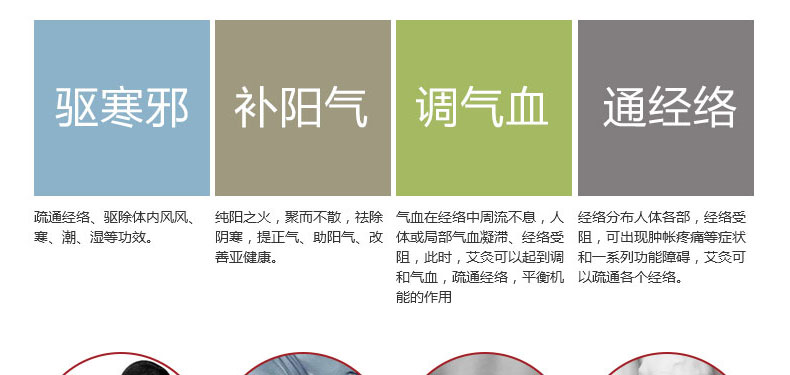 驱寒邪
补阳气
调气血
通经络
疏通经络、驱除体内风风、
寒、潮、湿等功效。
纯阳之火，聚而不散，祛除
阴寒，提正气、助阳气、改
善亚健康。
气血在经络中周流不息，人
体或局部气血凝滞、经络受
阻，此时，艾灸可以起到调
和气血，疏通经络，平衡机
能的作用
经络分布人体各部，经络受
阻，可出现肿帐疼痛等症状
和一系列功能障碍，艾灸可
以疏通各个经络。